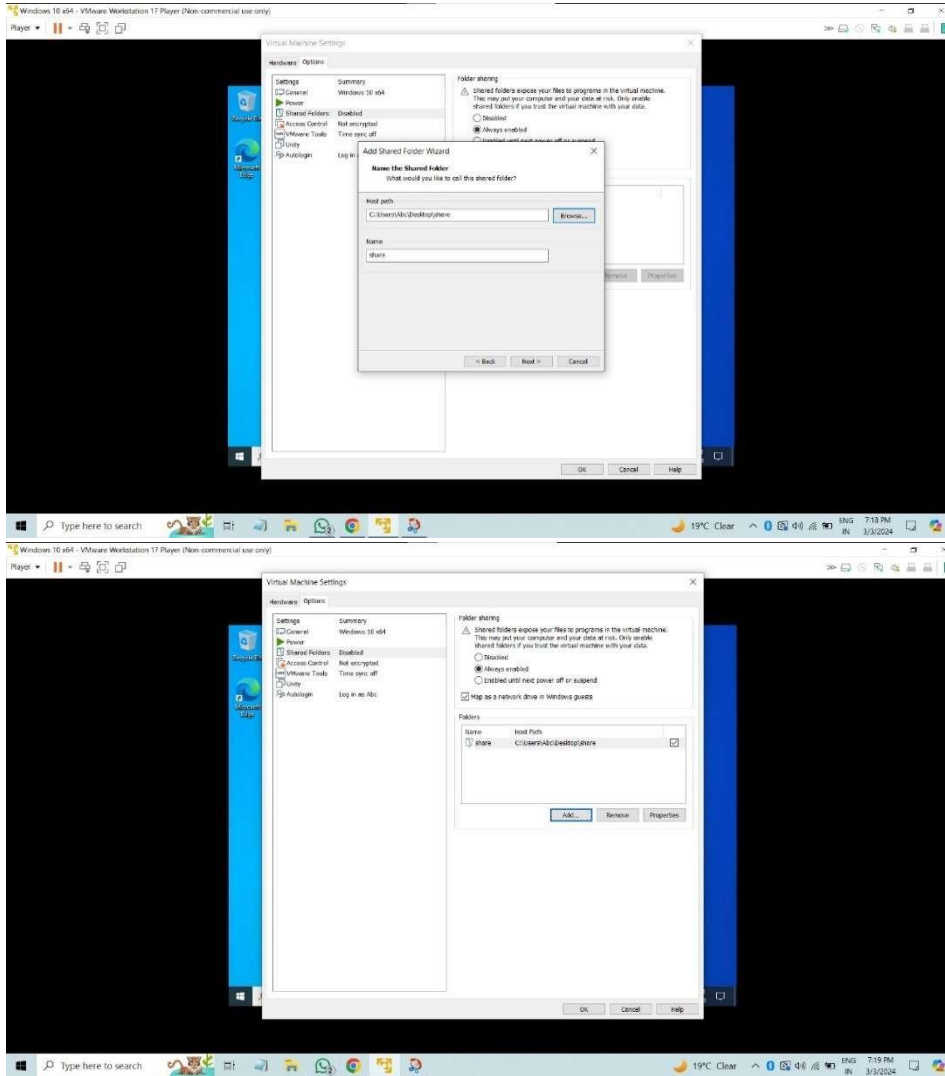 Windows 10 x64 - VMware Workstation 17 Player (Non-commercial use only)
Player
Virtual Machine Settings
Hardware Options
Settings Summary
General Windows 10 x64
Power
Shared Folders Disabled
Access Control Not encrypted
VMware Tools Time sync off
Unity
Autologin Log in
Folder sharing
Shared folders expose your files to programs in the virtual machine.
This may put your computer and your data at risk. Only enable
shared folders if you trust the virtual machine with your data.
Disabled
Always enabled
Enabled until next power off or suspend
Add Shared Folder Wizard
Name the Shared Folder
What would you like to call this shared folder?
Host path
C:\Users\Abc\Desktop\share
Browse...
Name
share
Remove Properties
< Back Next > Cancel
OK Cancel Help
Type here to search
19°C Clear
ENG
IN
7:18 PM
3/3/2024
Windows 10 x64 - VMware Workstation 17 Player (Non-commercial use only)
Player
Virtual Machine Settings
Hardware Options
Settings Summary
General Windows 10 x64
Power
Shared Folders Disabled
Access Control Not encrypted
VMware Tools Time sync off
Unity
Autologin Log in as Abc
Folder sharing
Shared folders expose your files to programs in the virtual machine.
This may put your computer and your data at risk. Only enable
shared folders if you trust the virtual machine with your data.
Disabled
Always enabled
Enabled until next power off or suspend
Map as a network drive in Windows guests
Folders
Name Host Path
share C:\Users\Abc\Desktop\share
Add... Remove Properties
OK Cancel Help
Type here to search
19°C Clear
ENG
IN
7:19 PM
3/3/2024